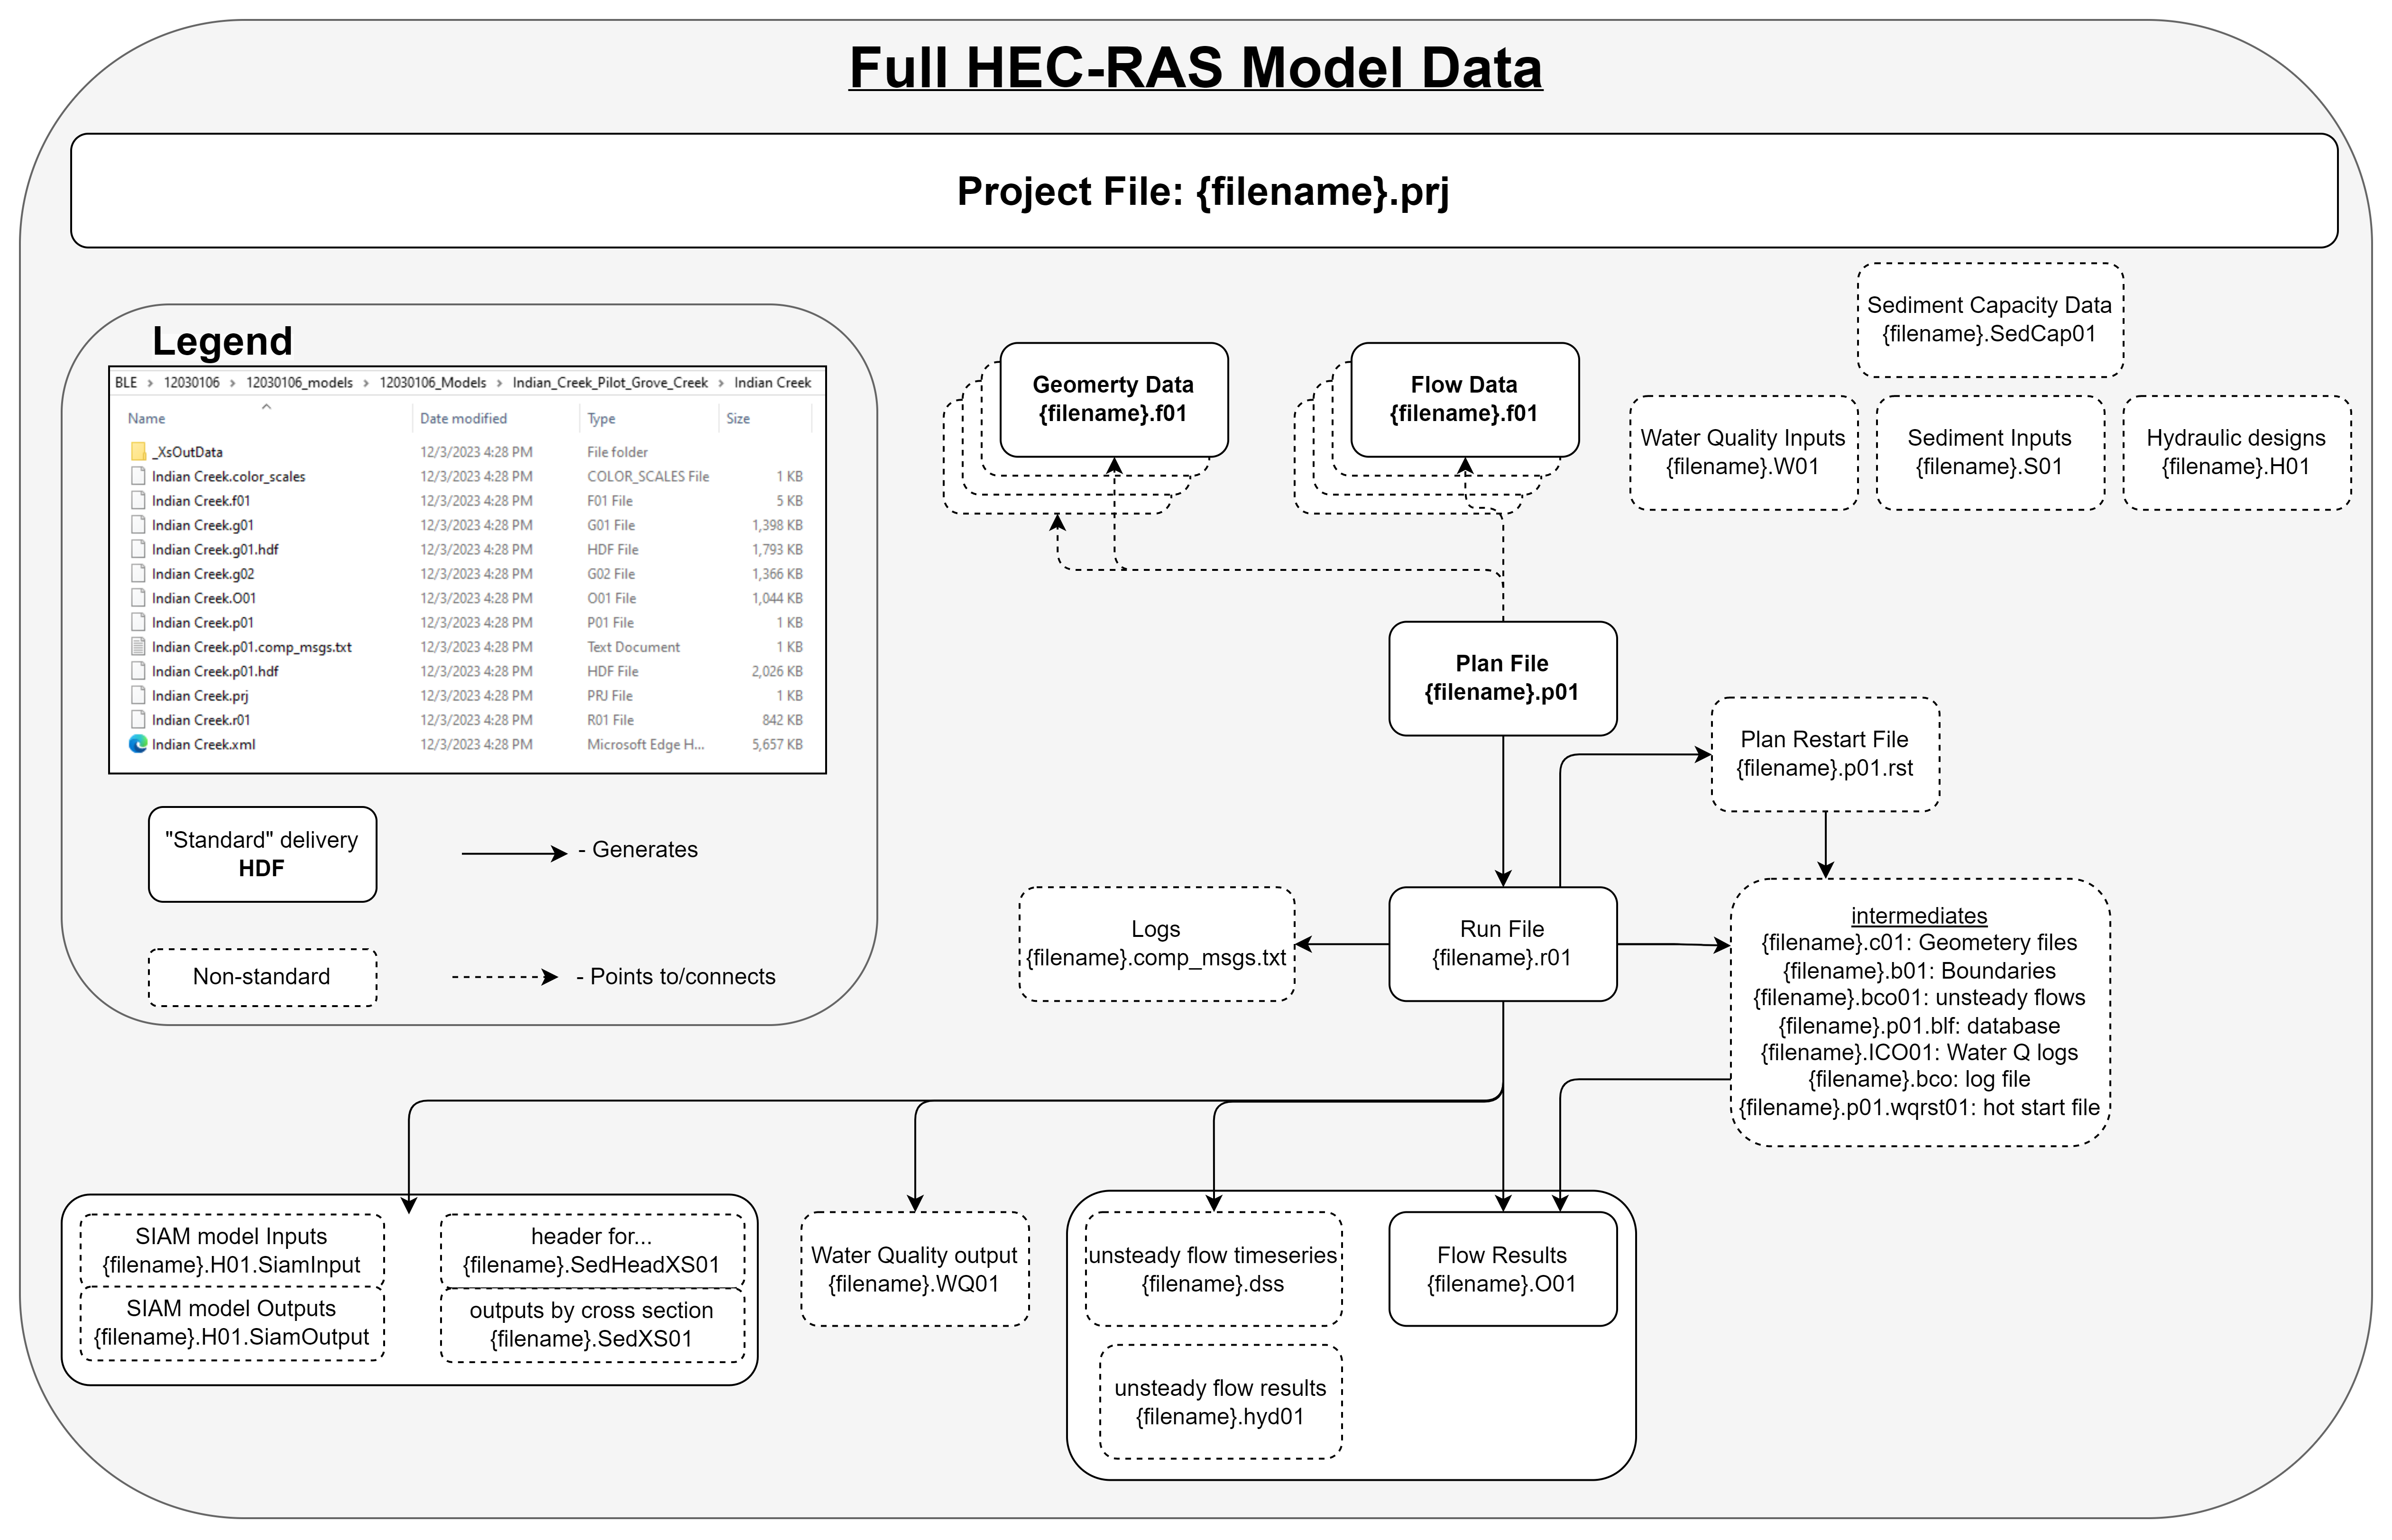 Full HEC-RAS Model Data
Project File: {filename}.prj
Legend
BLE > 12030106 > 12030106_models > 12030106_Models > Indian_Creek_Pilot_Grove_Creek > Indian Creek
Name Date modified Type Size
_XsOutData 12/3/2023 4:28 PM File folder
Indian Creek.color_scales 12/3/2023 4:28 PM COLOR_SCALES File 1 KB
Indian Creek.f01 12/3/2023 4:28 PM F01 File 5 KB
Indian Creek.g01 12/3/2023 4:28 PM G01 File 1,398 KB
Indian Creek.g01.hdf 12/3/2023 4:28 PM HDF File 1,793 KB
Indian Creek.g02 12/3/2023 4:28 PM G02 File 1,366 KB
Indian Creek.O01 12/3/2023 4:28 PM O01 File 1,044 KB
Indian Creek.p01 12/3/2023 4:28 PM P01 File 1 KB
Indian Creek.p01.comp_msgs.txt 12/3/2023 4:28 PM Text Document 1 KB
Indian Creek.p01.hdf 12/3/2023 4:28 PM HDF File 2,026 KB
Indian Creek.prj 12/3/2023 4:28 PM PRJ File 1 KB
Indian Creek.r01 12/3/2023 4:28 PM R01 File 842 KB
Indian Creek.xml 12/3/2023 4:28 PM Microsoft Edge H... 5,657 KB
"Standard" delivery
HDF
- Generates
Non-standard
- Points to/connects
Geomerty Data
{filename}.f01
Flow Data
{filename}.f01
Sediment Capacity Data
{filename}.SedCap01
Water Quality Inputs
{filename}.W01
Sediment Inputs
{filename}.S01
Hydraulic designs
{filename}.H01
Plan File
{filename}.p01
Plan Restart File
{filename}.p01.rst
Logs
{filename}.comp_msgs.txt
Run File
{filename}.r01
intermediates
{filename}.c01: Geometery files
{filename}.b01: Boundaries
{filename}.bco01: unsteady flows
{filename}.p01.blf: database
{filename}.ICO01: Water Q logs
{filename}.bco: log file
{filename}.p01.wqrst01: hot start file
SIAM model Inputs
{filename}.H01.SiamInput
SIAM model Outputs
{filename}.H01.SiamOutput
header for...
{filename}.SedHeadXS01
outputs by cross section
{filename}.SedXS01
Water Quality output
{filename}.WQ01
unsteady flow timeseries
{filename}.dss
Flow Results
{filename}.O01
unsteady flow results
{filename}.hyd01